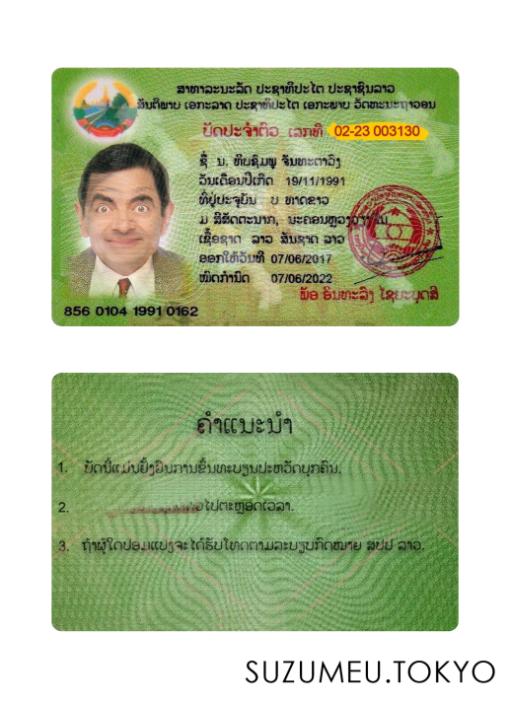 ສາທາລະນະລັດ ປະຊາທິປະໄຕ ປະຊາຊົນລາວ
ສັນຕິພາບ ເອກະລາດ ປະຊາທິປະໄຕ ເອກະພາບ ວັດທະນະຖາວອນ
ບັດປະຈຳຕົວ ເລກທີ 02-23 003130
ຊື່ ນ. ທິບຊົມພູ ຈັນທະດາວົງ
ວັນເດືອນປີເກີດ 19/11/1991
ທີ່ຢູ່ປະຈຸບັນ ບ ທາດຂາວ
ມ ສີສັດຕະນາກ, ນະຄອນຫຼວງ
ເຊື້ອຊາດ ລາວ ສັນຊາດ ລາວ
ອອກໃຫ້ວັນທີ 07/06/2017
ໝົດກຳນົດ 07/06/2022
ພັອ ອິນທະລົງ ໄຊຍະບຸດສີ
856 0104 1991 0162
ຄຳແນະນຳ
1. ບັດນີ້ແມ່ນຢັ້ງຢືນການຂຶ້ນທະບຽນປະຫວັດບຸກຄົນ.
2. ໄປຕະຫຼອດເວລາ.
3. ຖ້າຜູ້ໃດປອມແປງຈະໄດ້ຮັບໂທດຕາມລະບຽບກົດໝາຍ ສປປ ລາວ.
SUZUMEU.TOKYO